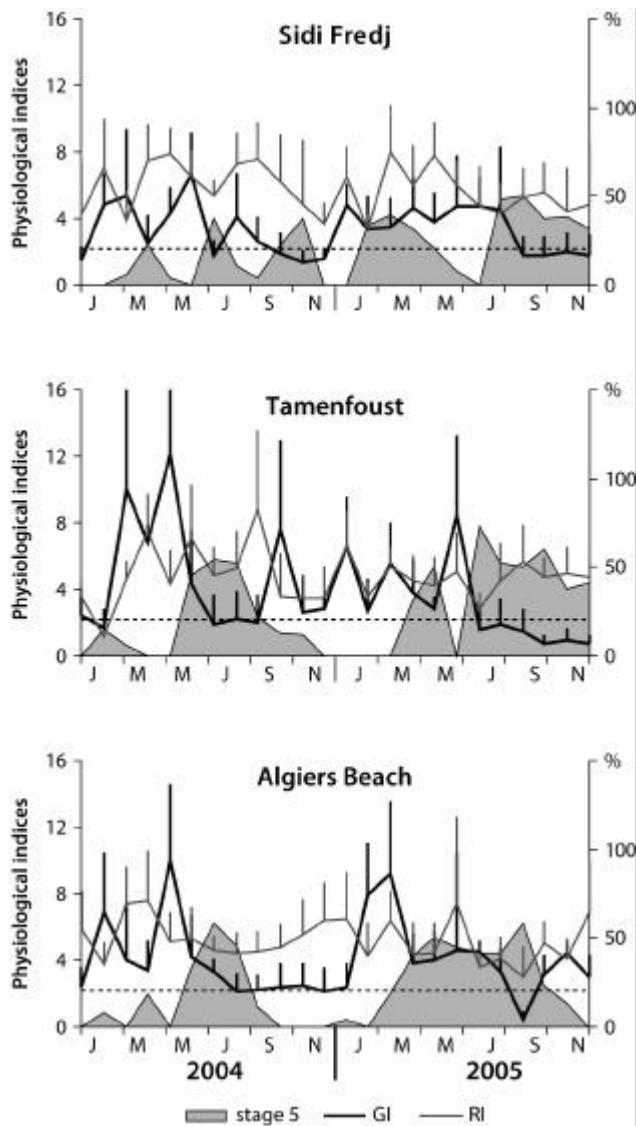 Sidi Fredj
Physiological indices
16
12
8
4
0
%
100
50
0
J M M J S N J M M J S N
Tamenfoust
Physiological indices
16
12
8
4
0
%
100
50
0
J M M J S N J M M J S N
Algiers Beach
Physiological indices
16
12
8
4
0
%
100
50
0
J M M J S N J M M J S N
2004 2005
stage 5 GI RI